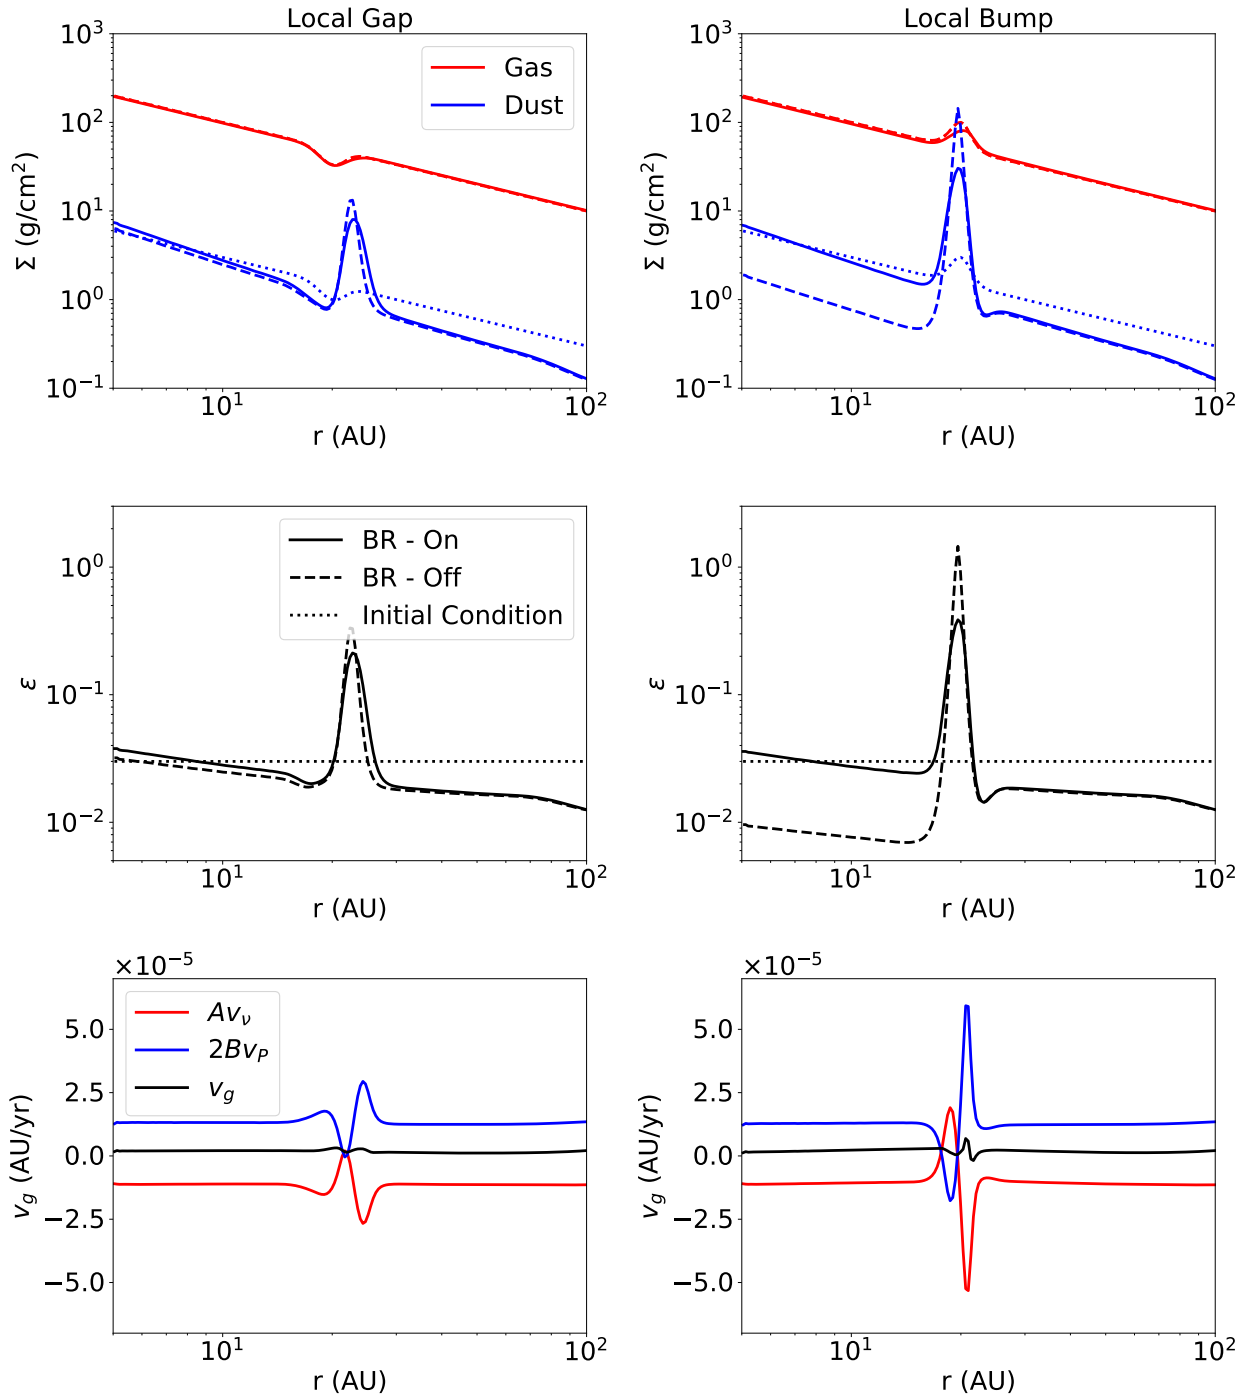 Local Gap
10³
10²
10¹
10⁰
10⁻¹
Σ (g/cm²)
Gas
Dust
10¹
10²
r (AU)
Local Bump
10³
10²
10¹
10⁰
10⁻¹
Σ (g/cm²)
10¹
10²
r (AU)
10⁰
10⁻¹
10⁻²
ε
BR - On
BR - Off
Initial Condition
10¹
10²
r (AU)
10⁰
10⁻¹
10⁻²
ε
10¹
10²
r (AU)
×10⁻⁵
5.0
2.5
0.0
−2.5
−5.0
v_g (AU/yr)
Av_ν
2Bv_P
v_g
10¹
10²
r (AU)
×10⁻⁵
5.0
2.5
0.0
−2.5
−5.0
v_g (AU/yr)
10¹
10²
r (AU)